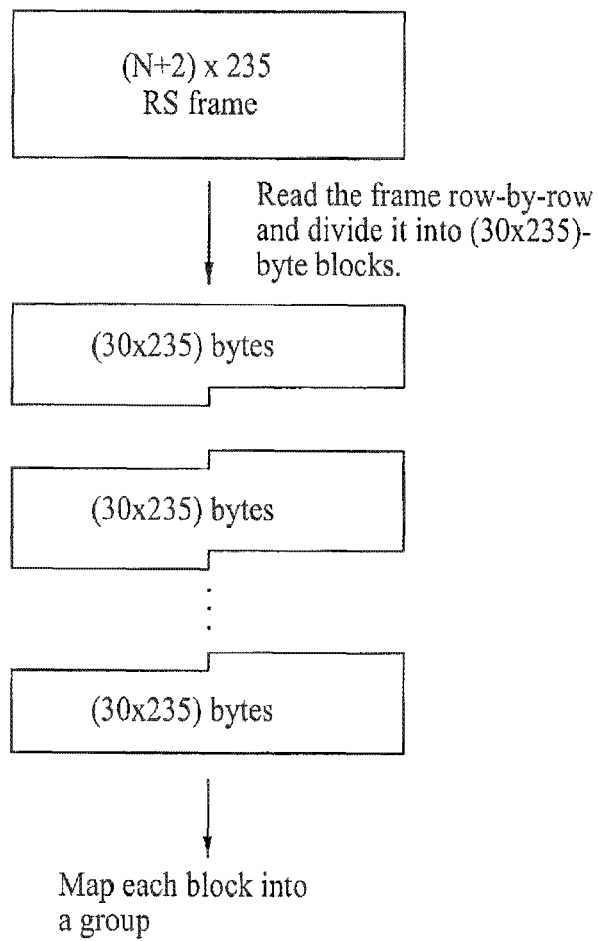 (N+2) x 235
RS frame
Read the frame row-by-row
and divide it into (30x235)-
byte blocks.
(30x235) bytes
(30x235) bytes
(30x235) bytes
Map each block into
a group